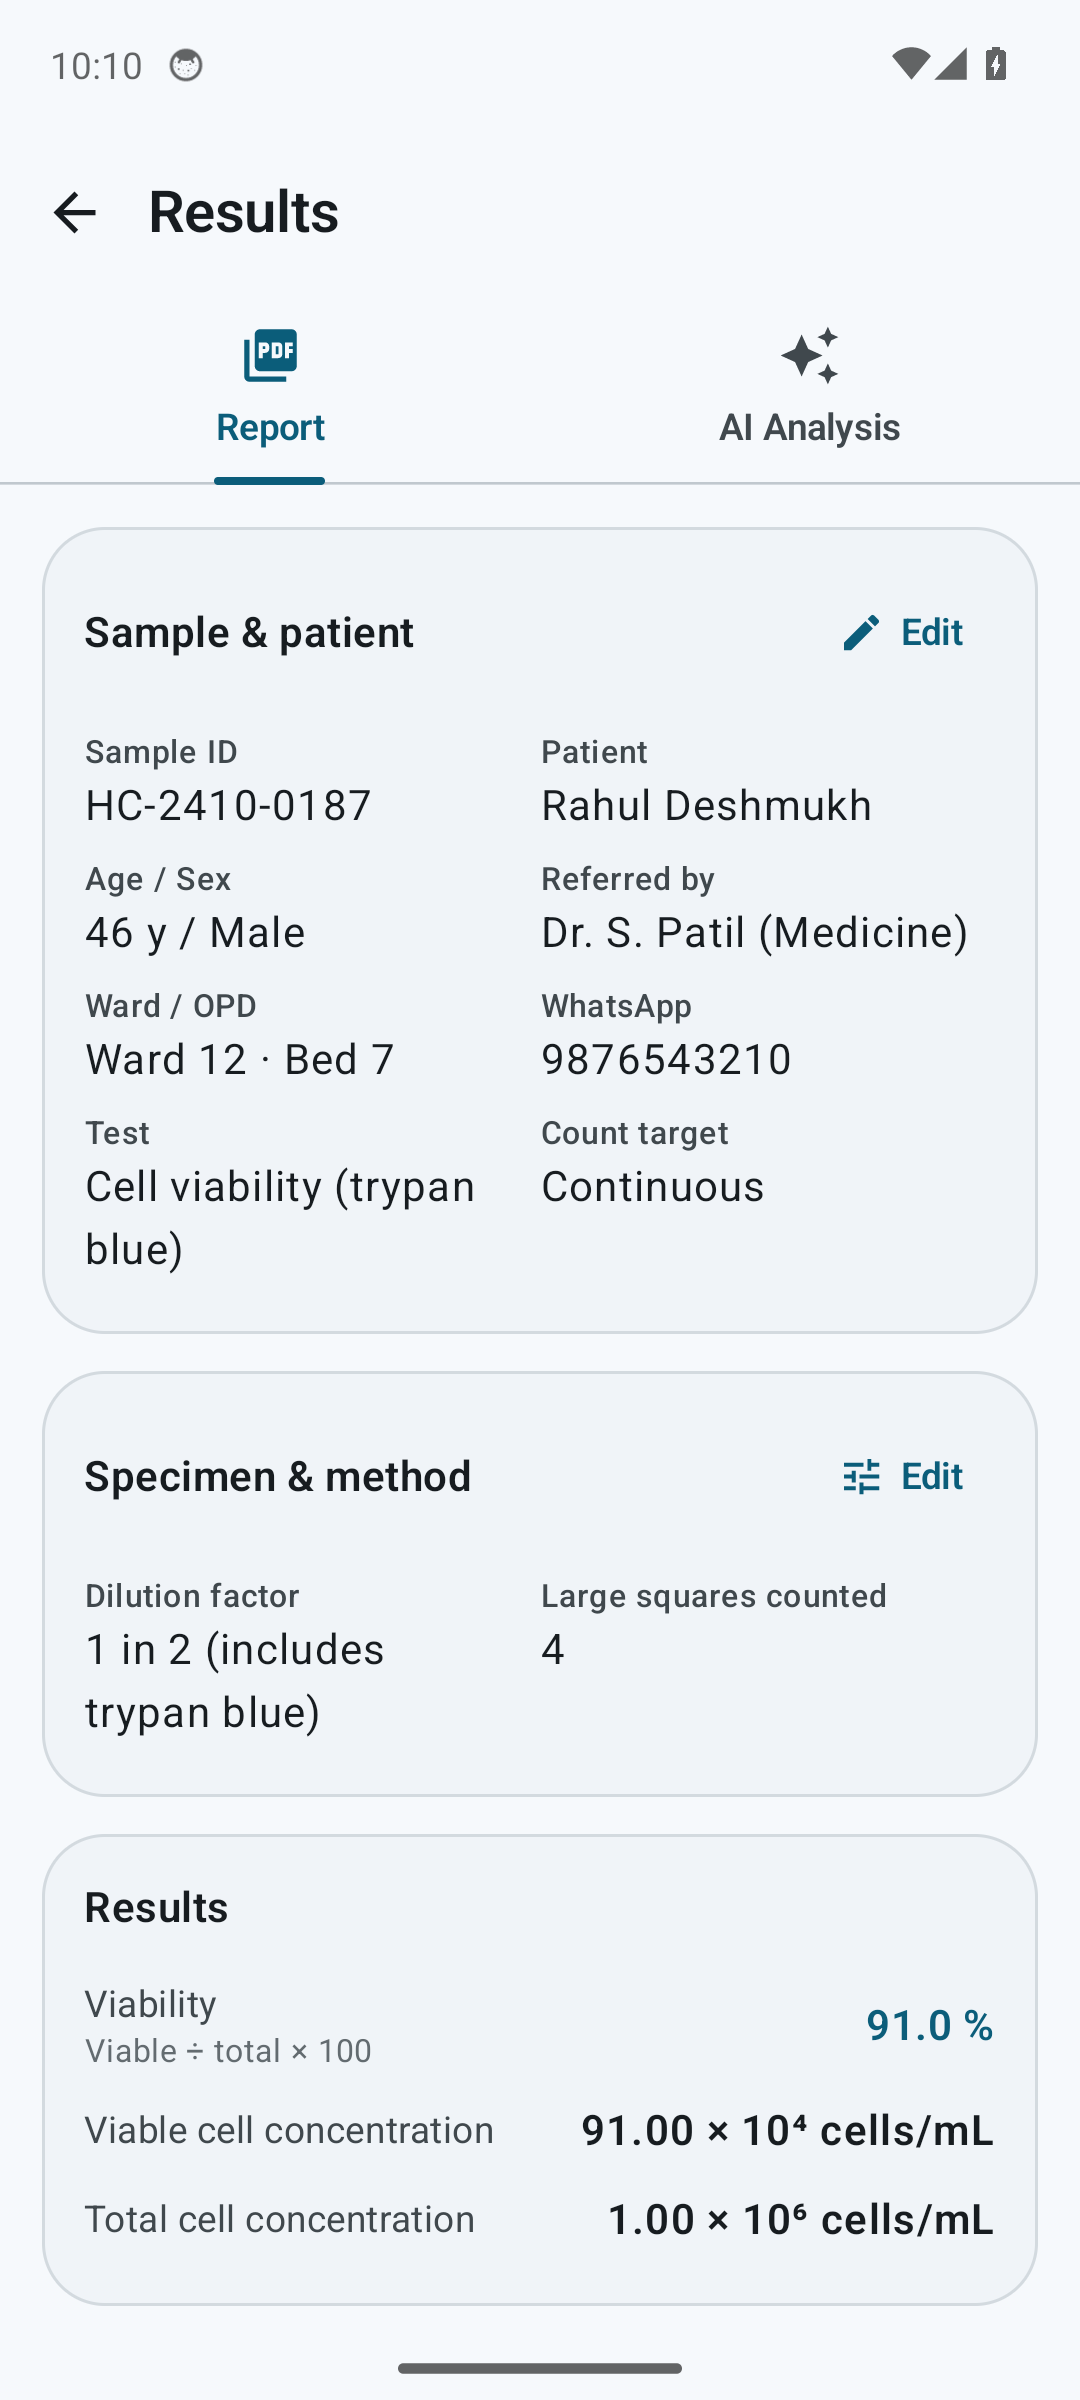 10:10
Results
PDF
Report
AI Analysis
Sample & patient
Edit
Sample ID
Patient
HC-2410-0187
Rahul Deshmukh
Age / Sex
Referred by
46 y / Male
Dr. S. Patil (Medicine)
Ward / OPD
WhatsApp
Ward 12 · Bed 7
9876543210
Test
Count target
Cell viability (trypan
blue)
Continuous
Specimen & method
Edit
Dilution factor
Large squares counted
1 in 2 (includes
trypan blue)
4
Results
Viability
Viable ÷ total × 100
91.0 %
Viable cell concentration
91.00 × 10⁴ cells/mL
Total cell concentration
1.00 × 10⁶ cells/mL